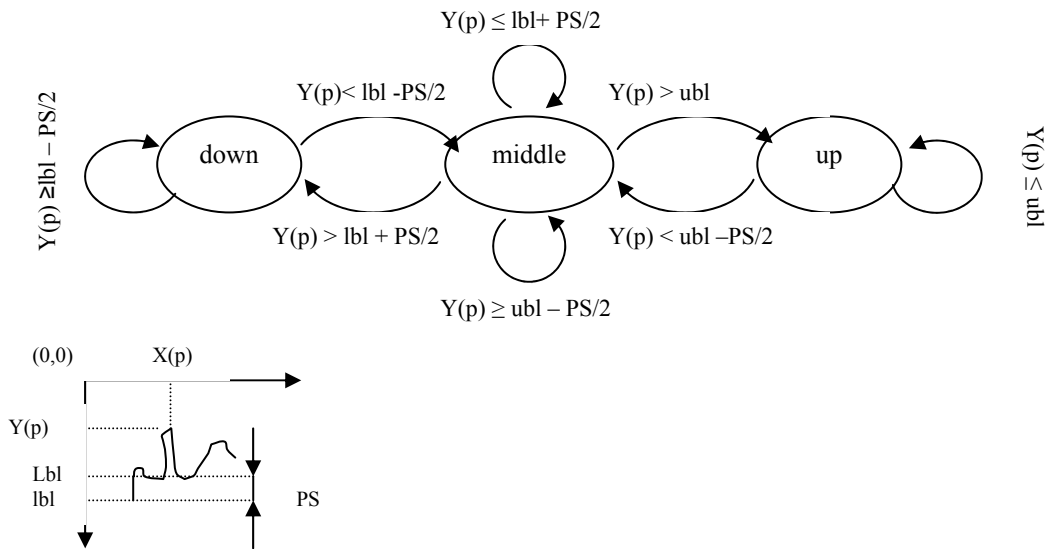 Y(p) ≤ lbl+ PS/2
Y(p)< lbl -PS/2
Y(p) > ubl
Y(p) ≥lbl – PS/2
down
middle
up
Y(p) ≤ ubl
Y(p) > lbl + PS/2
Y(p) < ubl –PS/2
Y(p) ≥ ubl – PS/2
(0,0)
X(p)
Y(p)
Lbl
lbl
PS